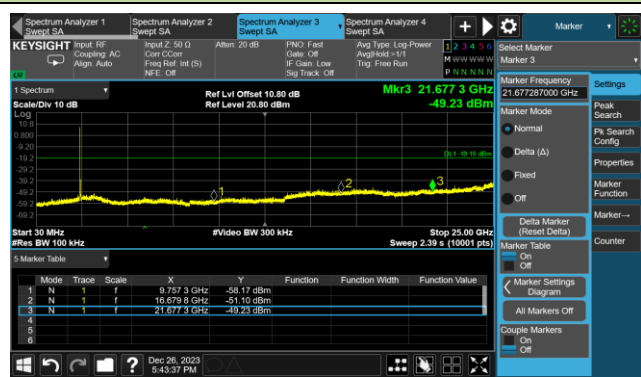 Spectrum Analyzer 1
Swept SA
Spectrum Analyzer 2
Swept SA
Spectrum Analyzer 3
Swept SA
Spectrum Analyzer 4
Swept SA
+
Marker
KEYSIGHT
Input: RF
Coupling: AC
Align: Auto
Input Z: 50 Ω
Corr CCorr
Freq Ref: Int (S)
NFE: Off
Atten: 20 dB
PNO: Fast
Gate: Off
IF Gain: Low
Sig Track: Off
Avg Type: Log-Power
Avg|Hold:>1/1
Trig: Free Run
1 2 3 4 5 6
M W W W W W
P N N N N N
LXI
1 Spectrum
Scale/Div 10 dB
Ref Lvl Offset 10.80 dB
Ref Level 20.80 dBm
Mkr3 21.677 3 GHz
-49.23 dBm
Log
10.8
0.800
-9.20
-19.2
-29.2
-39.2
-49.2
-59.2
-69.2
DL1 -19.19 dBm
1
2
3
Start 30 MHz
#Res BW 100 kHz
#Video BW 300 kHz
Stop 25.00 GHz
Sweep 2.39 s (10001 pts)
5 Marker Table
Mode Trace Scale X Y Function Function Width Function Value
1 N 1 f 9.757 3 GHz -58.17 dBm
2 N 1 f 16.679 8 GHz -51.10 dBm
3 N 1 f 21.677 3 GHz -49.23 dBm
4
5
6
Dec 26, 2023
5:43:37 PM
Select Marker
Marker 3
Marker Frequency
21.677287000 GHz
Marker Mode
Normal
Delta (Δ)
Fixed
Off
Delta Marker
(Reset Delta)
Marker Table
On
Off
Marker Settings
Diagram
All Markers Off
Couple Markers
On
Off
Settings
Peak
Search
Pk Search
Config
Properties
Marker
Function
Marker→
Counter